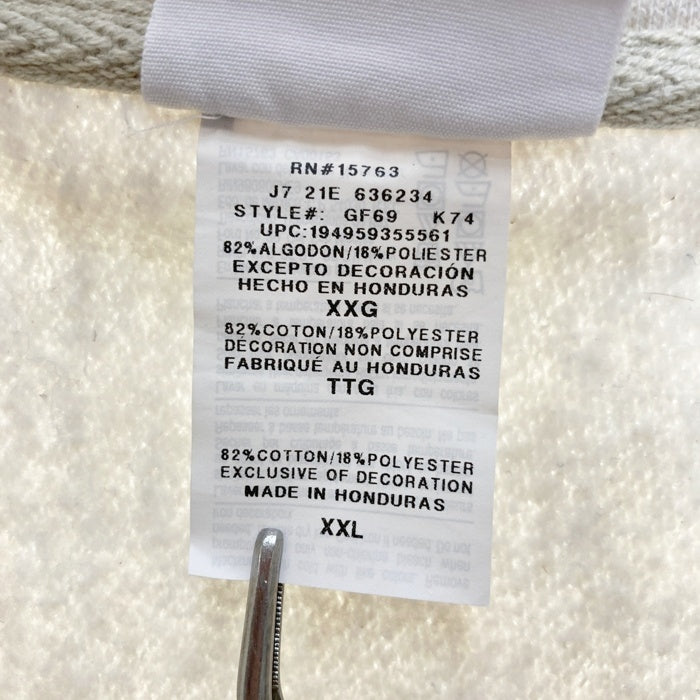 RN#15763
J7 21E 636234
STYLE#: GF69 K74
UPC:194959355561
82%ALGODON/18%POLIESTER
EXCEPTO DECORACIÓN
HECHO EN HONDURAS
XXG
82%COTON/18%POLYESTER
DÉCORATION NON COMPRISE
FABRIQUÉ AU HONDURAS
TTG
82%COTTON/18%POLYESTER
EXCLUSIVE OF DECORATION
MADE IN HONDURAS
XXL